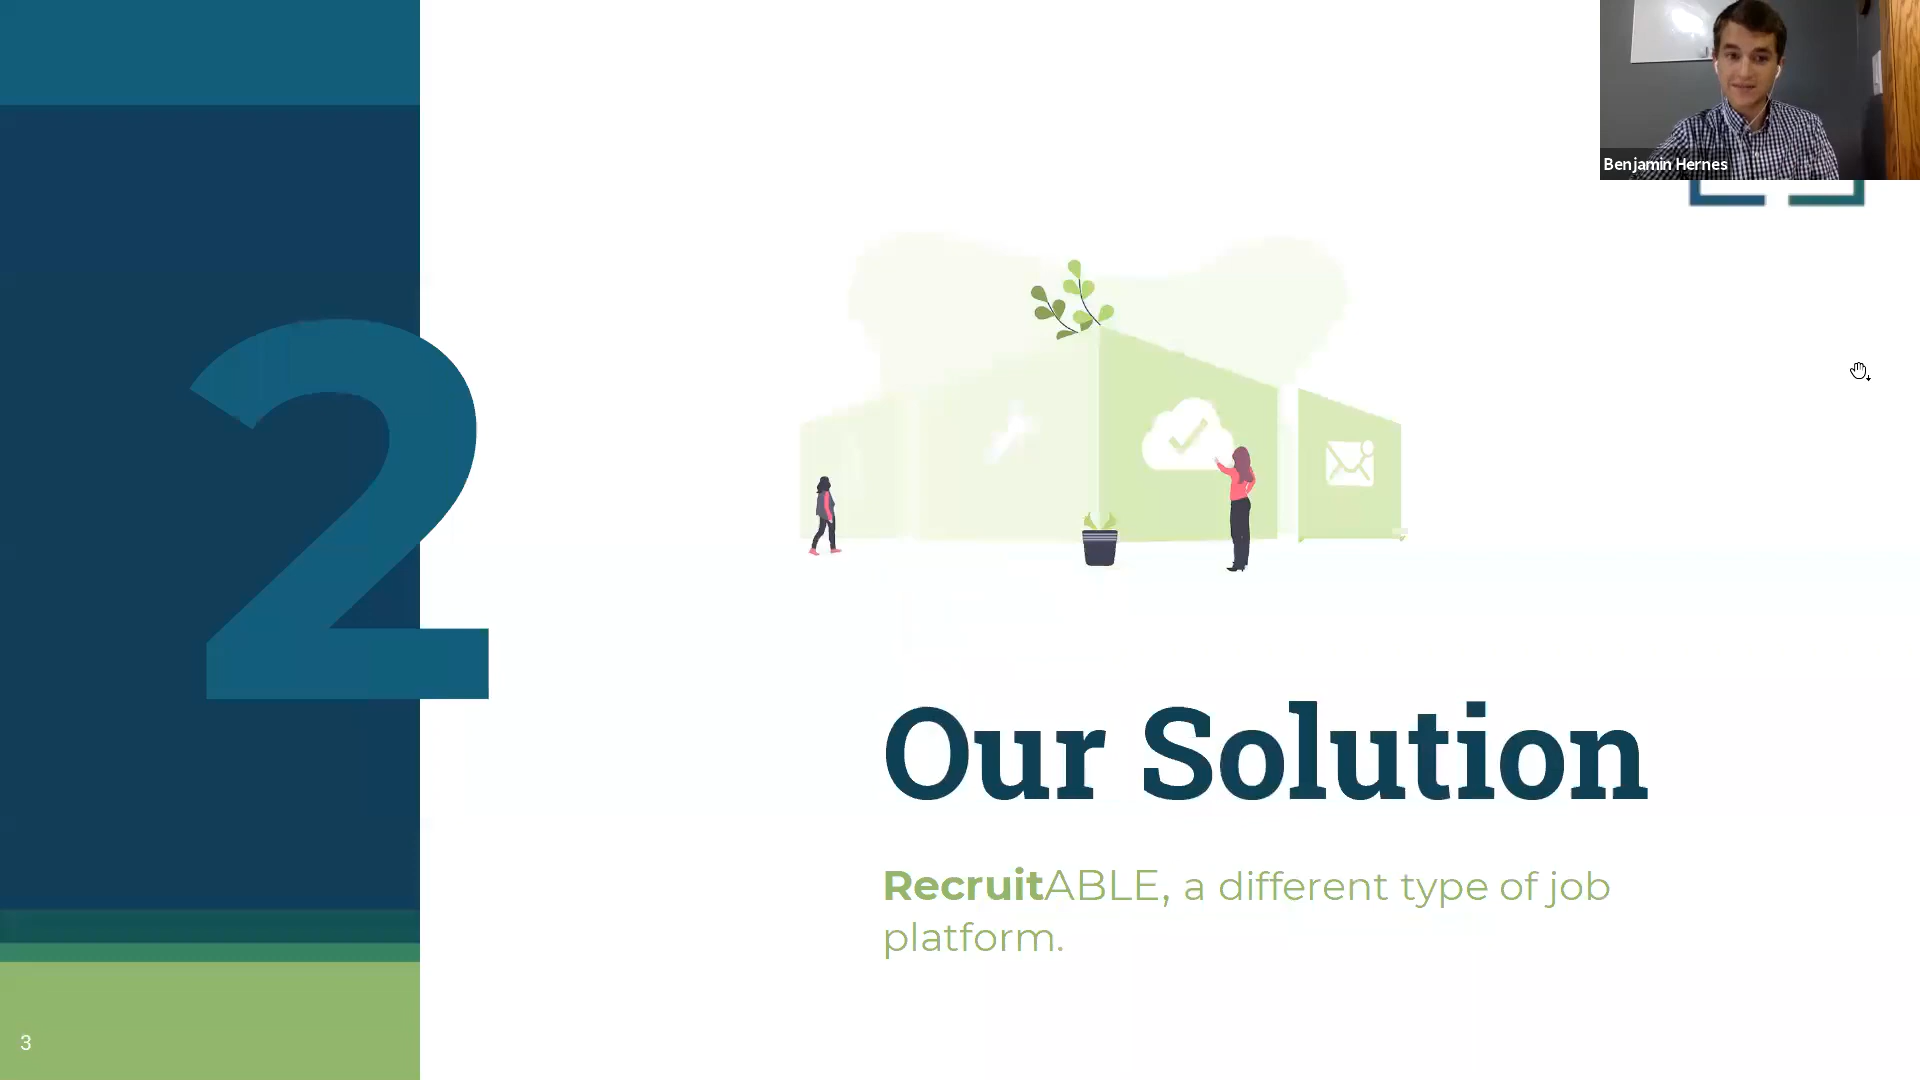 Benjamin Hernes
2
Our Solution
RecruitABLE, a different type of job
platform.
3